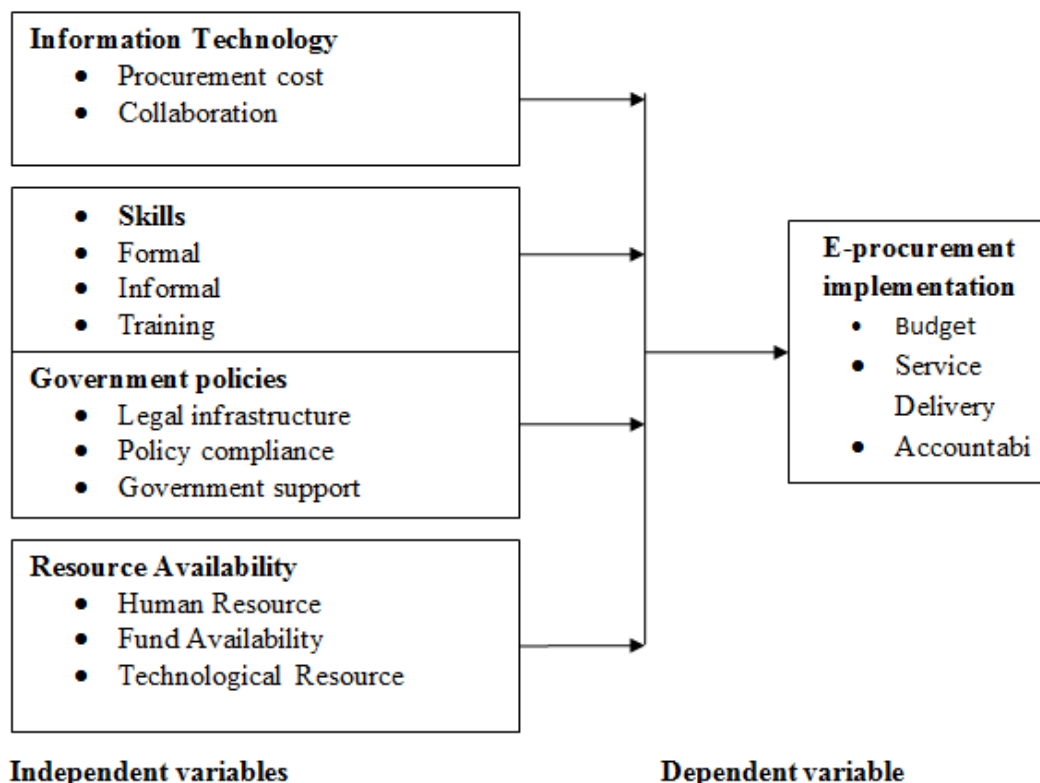 Information Technology
• Procurement cost
• Collaboration
• Skills
• Formal
• Informal
• Training
Government policies
• Legal infrastructure
• Policy compliance
• Government support
Resource Availability
• Human Resource
• Fund Availability
• Technological Resource
E-procurement
implementation
• Budget
• Service
Delivery
• Accountabi
Independent variables
Dependent variable